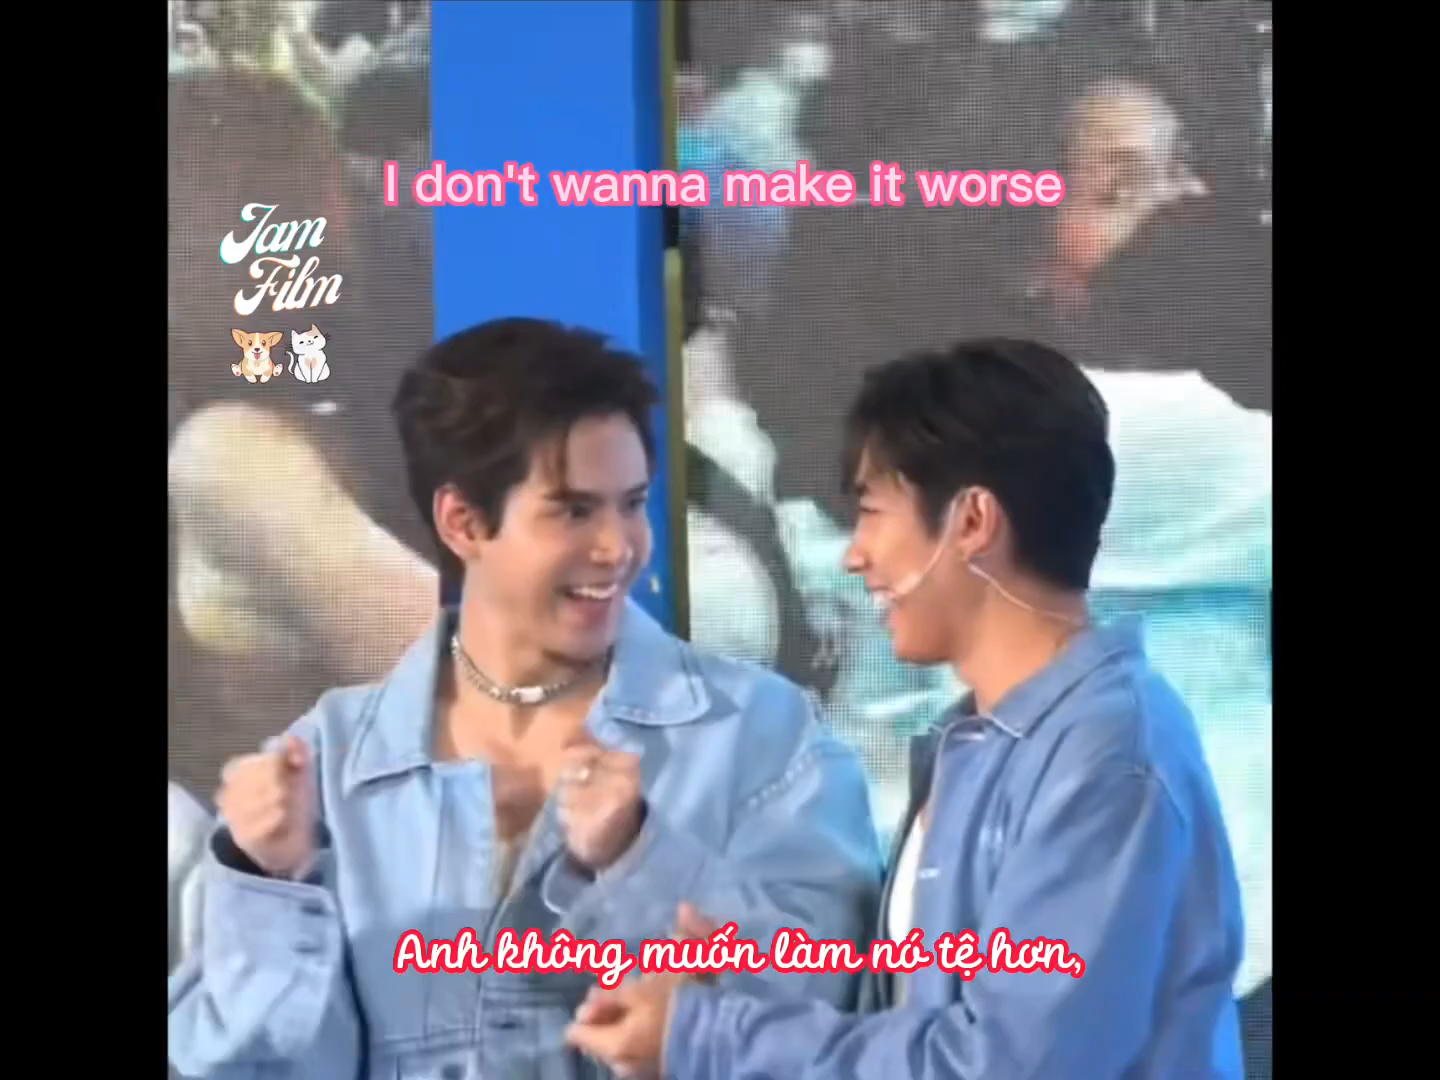 I don't wanna make it worse
Jam
Film
Anh không muốn làm nó tệ hơn,